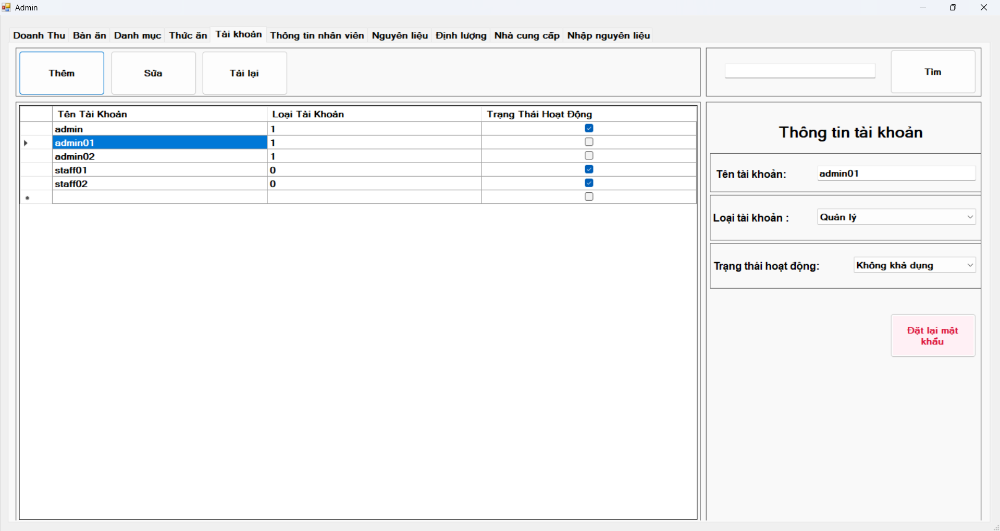 Admin
Doanh Thu Bàn ăn Danh mục Thức ăn Tài khoản Thông tin nhân viên Nguyên liệu Định lượng Nhà cung cấp Nhập nguyên liệu
Thêm Sửa Tải lại Tìm
Tên Tài Khoản Loại Tài Khoản Trạng Thái Hoạt Động
admin 1
admin01 1
admin02 1
staff01 0
staff02 0
Thông tin tài khoản
Tên tài khoản: admin01
Loại tài khoản : Quản lý
Trạng thái hoạt động: Không khả dụng
Đặt lại mật
khẩu